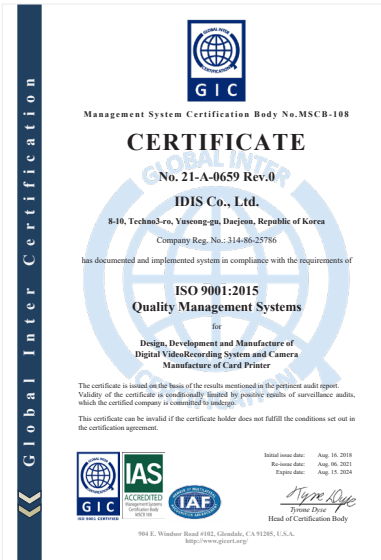 Global Inter Certification
GLOBAL INTER
CERTIFICATION
GIC
Management System Certification Body No.MSCB-108
CERTIFICATE
GLOBAL INTER
CERTIFICATION
No. 21-A-0659 Rev.0
IDIS Co., Ltd.
8-10, Techno3-ro, Yuseong-gu, Daejeon, Republic of Korea
Company Reg. No.: 314-86-25786
has documented and implemented system in compliance with the requirements of
ISO 9001:2015
Quality Management Systems
for
Design, Development and Manufacture of
Digital VideoRecording System and Camera
Manufacture of Card Printer
The certificate is issued on the basis of the results mentioned in the pertinent audit report.
Validity of the certificate is conditionally limited by positive results of surveillance audits,
which the certified company is committed to undergo.
This certificate can be invalid if the certificate holder does not fulfill the conditions set out in
the certification agreement.
GIC
ISO 9001 CERTIFIED
IAS
ACCREDITED
Management Systems
Certification Body
MSCB 108
IAF
Initial issue date: Aug. 16. 2018
Re-issue date: Aug. 06. 2021
Expire date: Aug. 15. 2024
Tyrone Dyse
Head of Certification Body
904 E. Windsor Road #102, Glendale, CA 91205, U.S.A.
http://www.gicert.org/